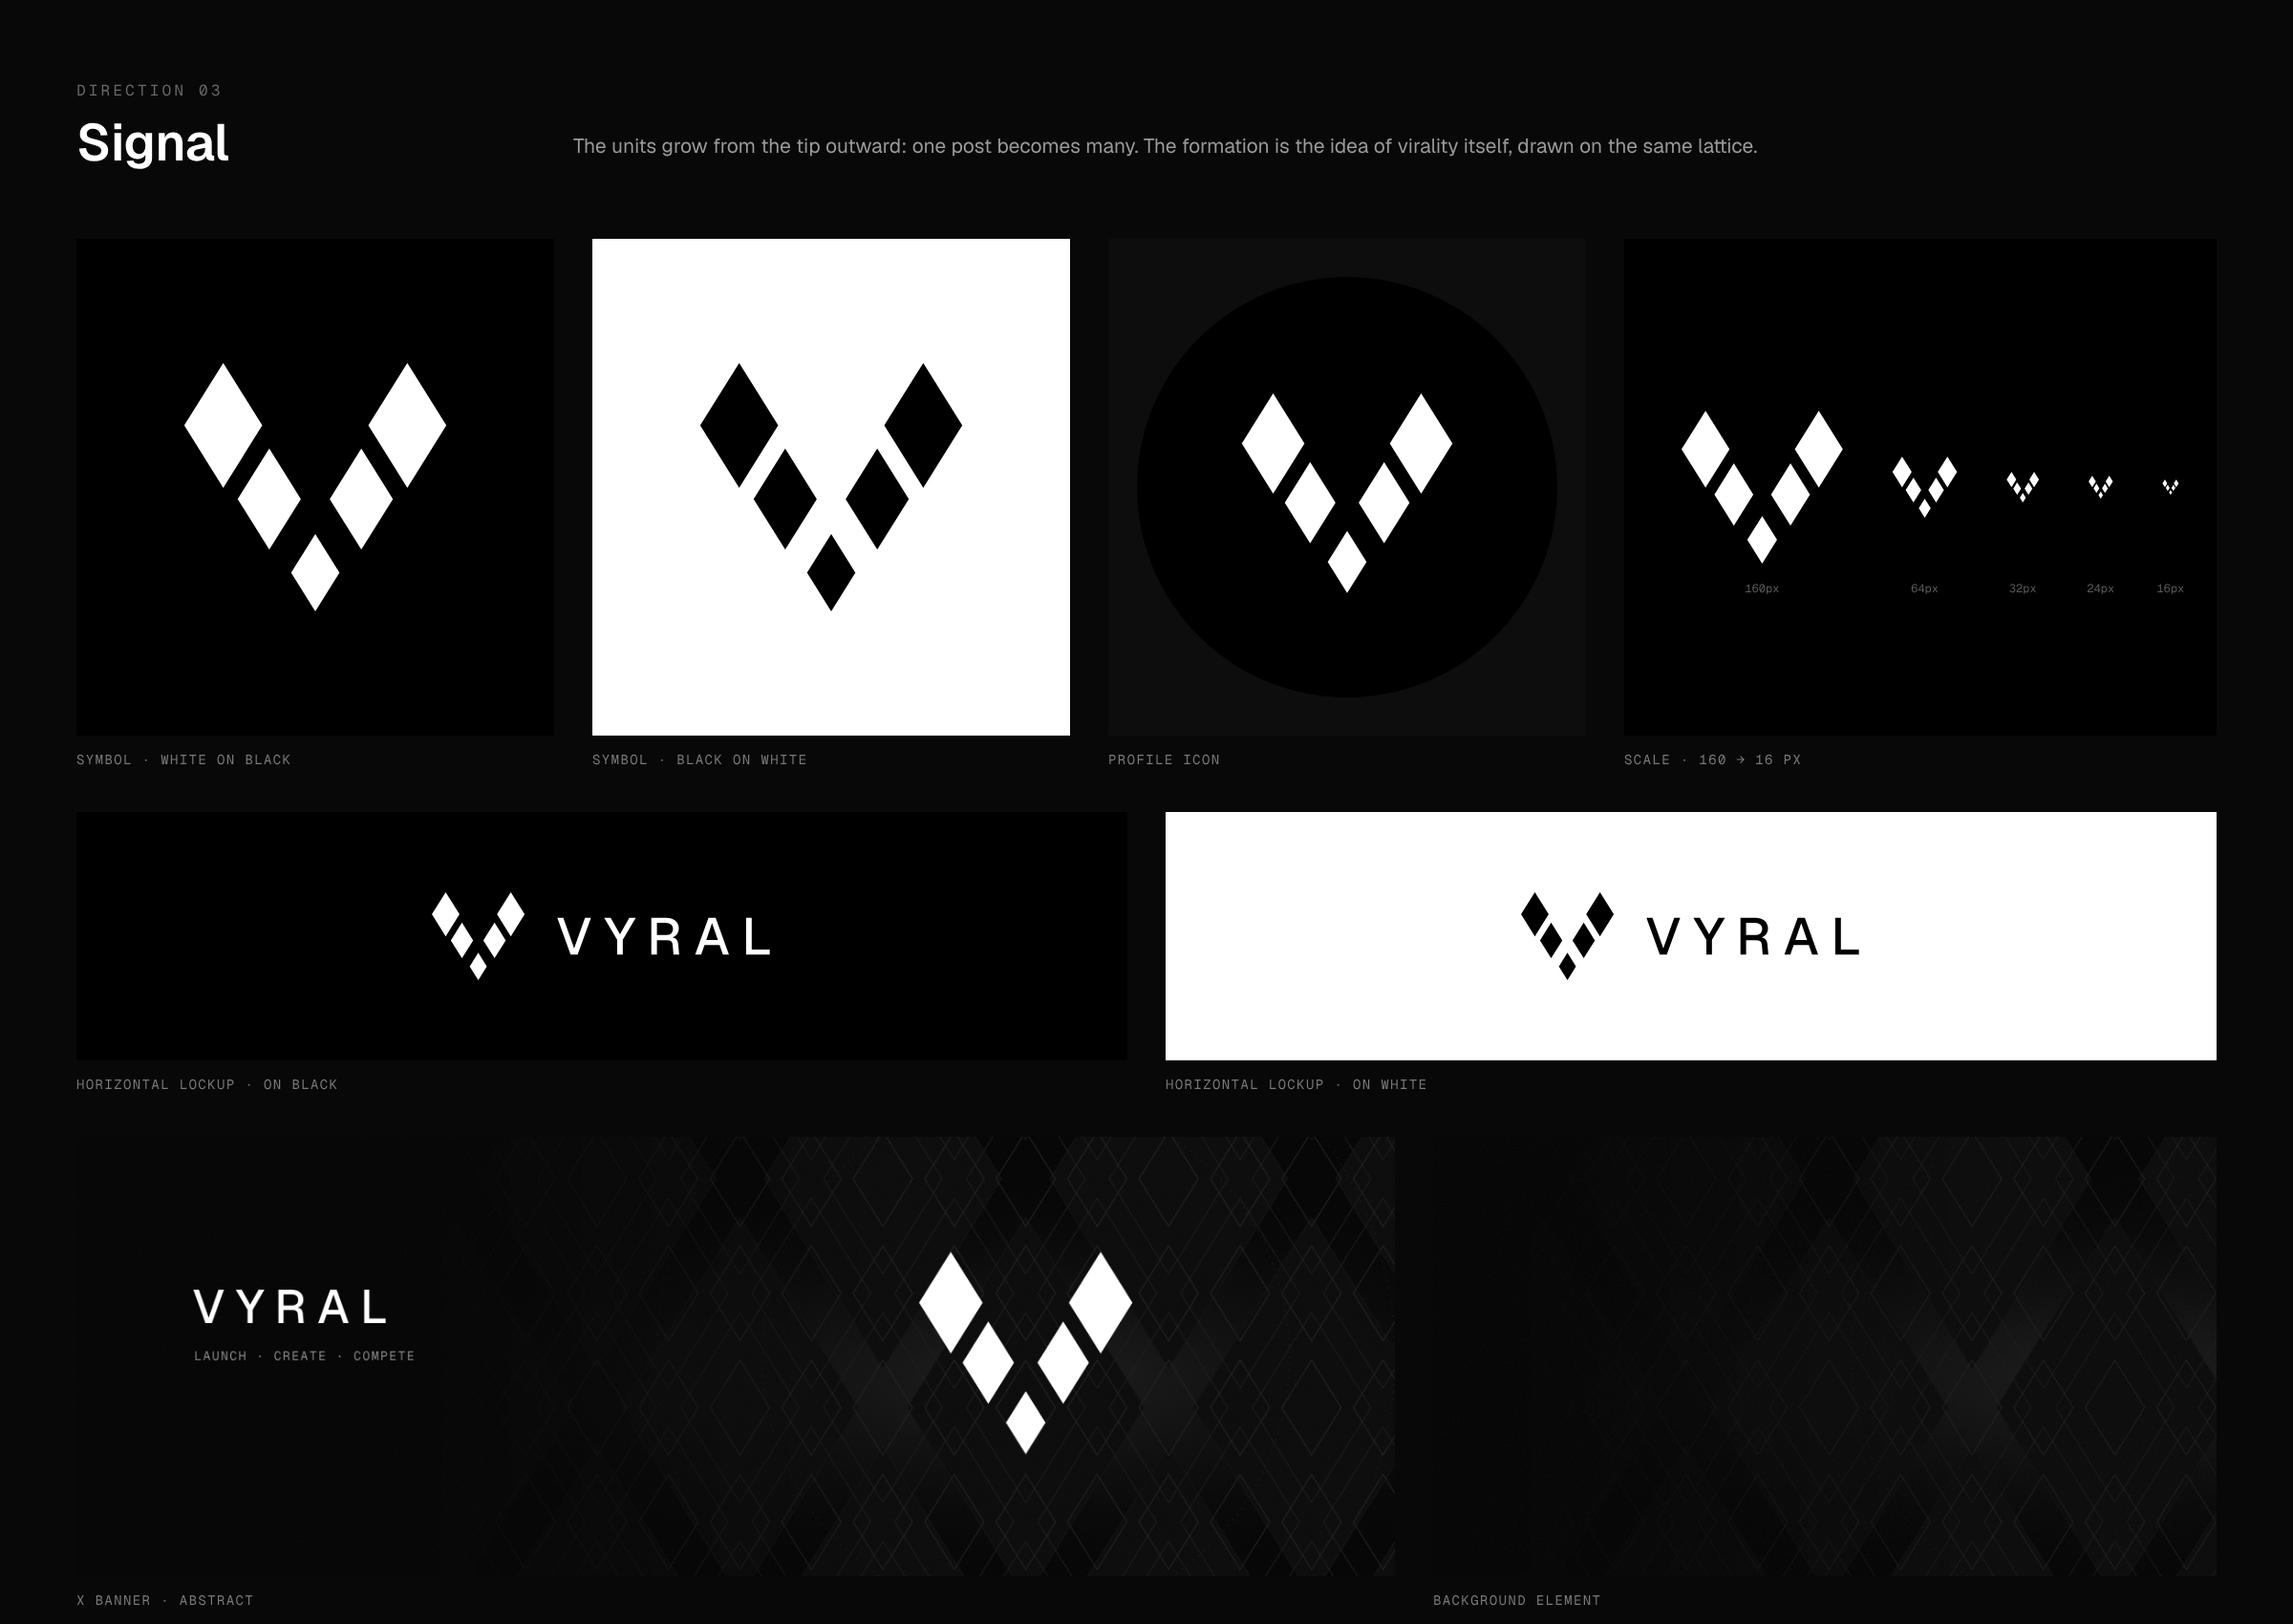 DIRECTION 03
Signal
The units grow from the tip outward: one post becomes many. The formation is the idea of virality itself, drawn on the same lattice.
160px
64px
32px
24px
16px
SYMBOL · WHITE ON BLACK
SYMBOL · BLACK ON WHITE
PROFILE ICON
SCALE · 160 → 16 PX
VYRAL
VYRAL
HORIZONTAL LOCKUP · ON BLACK
HORIZONTAL LOCKUP · ON WHITE
VYRAL
LAUNCH · CREATE · COMPETE
X BANNER · ABSTRACT
BACKGROUND ELEMENT